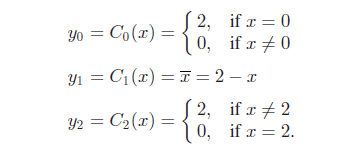 y₀ = C₀(x) = { 2, if x = 0
0, if x ≠ 0
y₁ = C₁(x) = x̅ = 2 − x
y₂ = C₂(x) = { 2, if x ≠ 2
0, if x = 2.